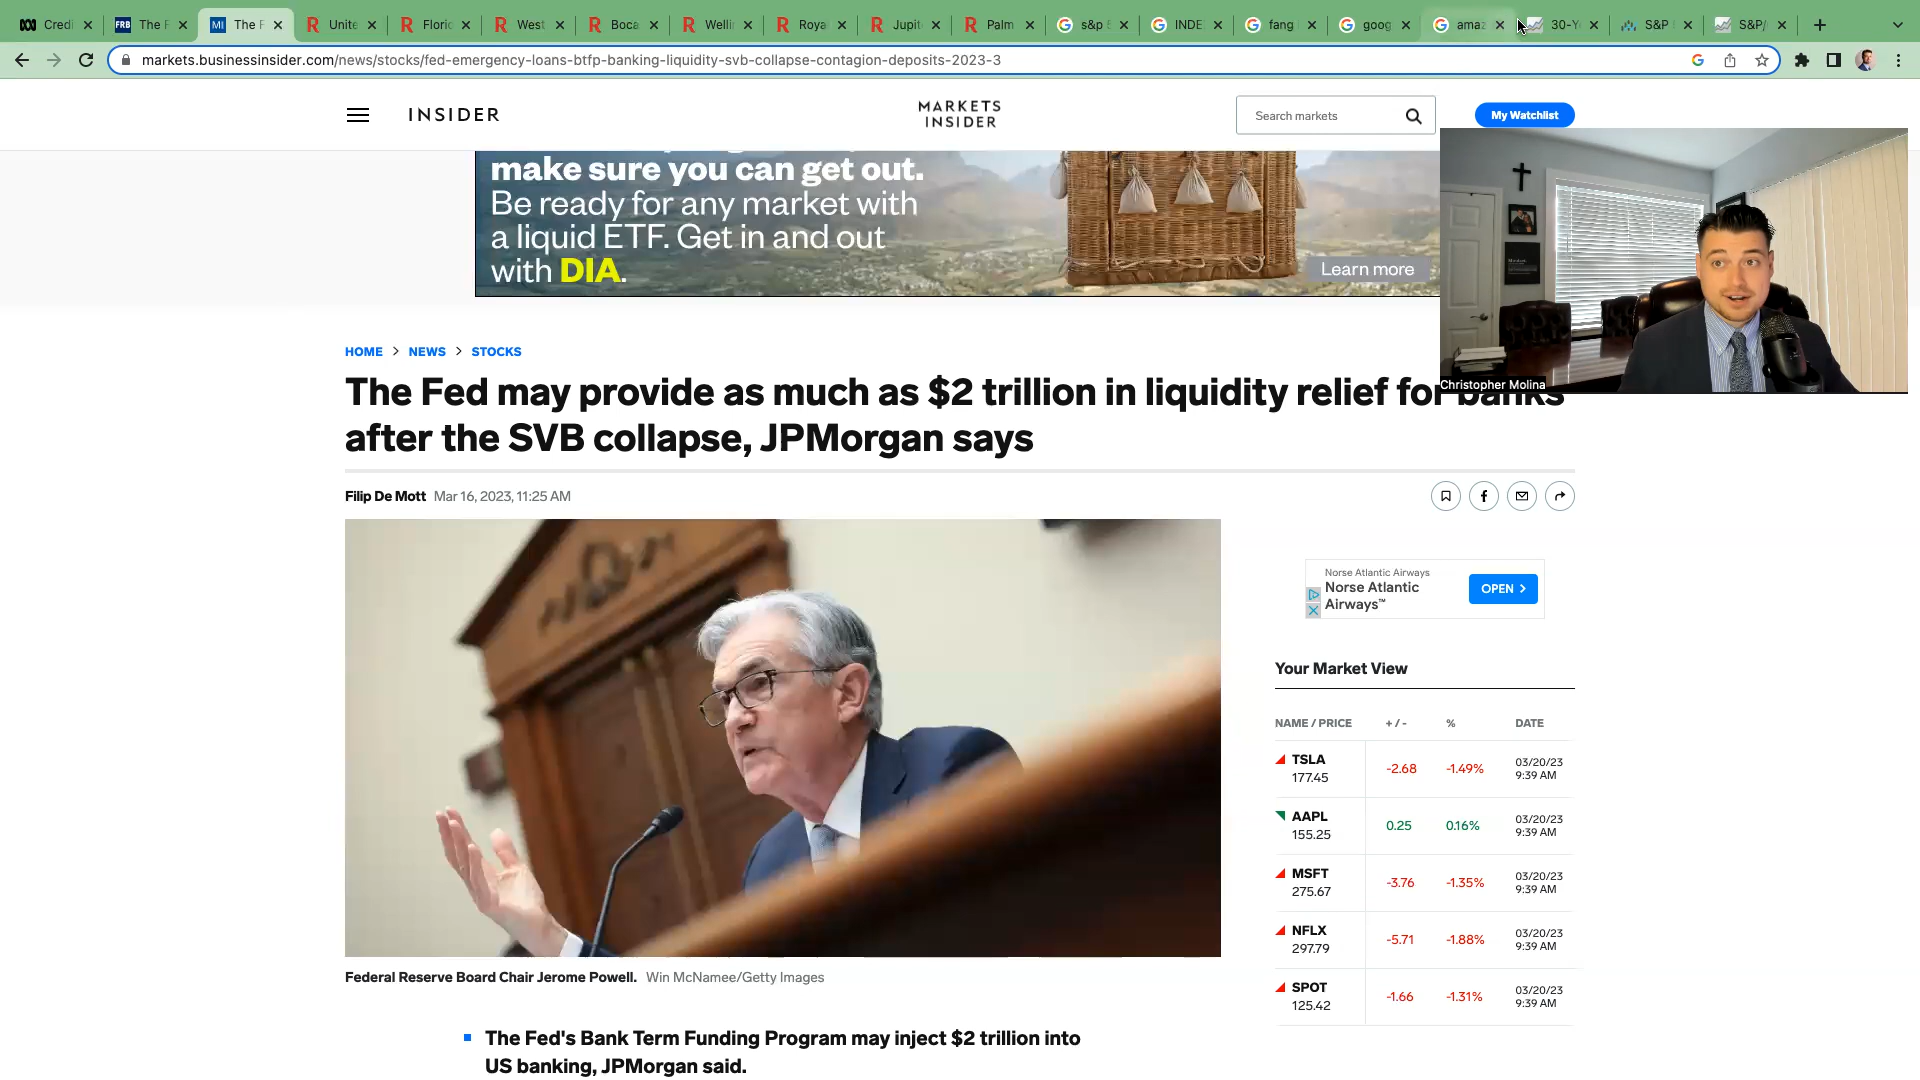 Credi
The F
The F
Unite
Floric
West
Boca
Wellin
Roya
Jupit
Palm
s&p
INDE
fang
goog
amaz
30-Y
S&P
S&P/
markets.businessinsider.com/news/stocks/fed-emergency-loans-btfp-banking-liquidity-svb-collapse-contagion-deposits-2023-3
INSIDER
MARKETS
INSIDER
Search markets
My Watchlist
make sure you can get out.
Be ready for any market with
a liquid ETF. Get in and out
with DIA.
Learn more
Christopher Molina
HOME > NEWS > STOCKS
The Fed may provide as much as $2 trillion in liquidity relief for banks
after the SVB collapse, JPMorgan says
Filip De Mott Mar 16, 2023, 11:25 AM
Norse Atlantic Airways
Norse Atlantic
Airways™
OPEN >
Your Market View
NAME / PRICE + / - % DATE
TSLA 177.45 -2.68 -1.49% 03/20/23 9:39 AM
AAPL 155.25 0.25 0.16% 03/20/23 9:39 AM
MSFT 275.67 -3.76 -1.35% 03/20/23 9:39 AM
NFLX 297.79 -5.71 -1.88% 03/20/23 9:39 AM
SPOT 125.42 -1.66 -1.31% 03/20/23 9:39 AM
Federal Reserve Board Chair Jerome Powell. Win McNamee/Getty Images
The Fed's Bank Term Funding Program may inject $2 trillion into
US banking, JPMorgan said.